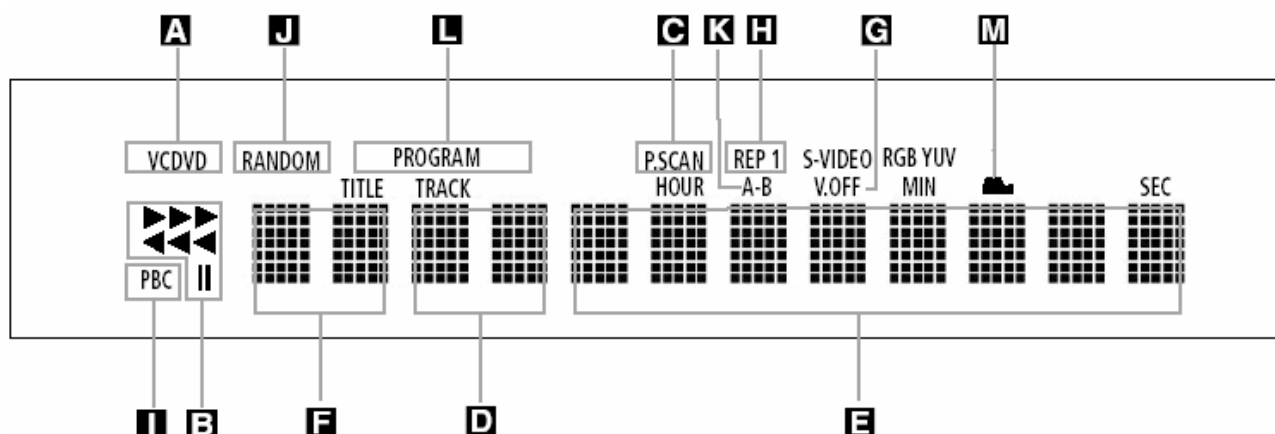 A J L C K H G M
VCDVD RANDOM PROGRAM P.SCAN REP 1 S-VIDEO RGB YUV
TITLE TRACK HOUR A-B V.OFF MIN SEC
PBC
I B F D E